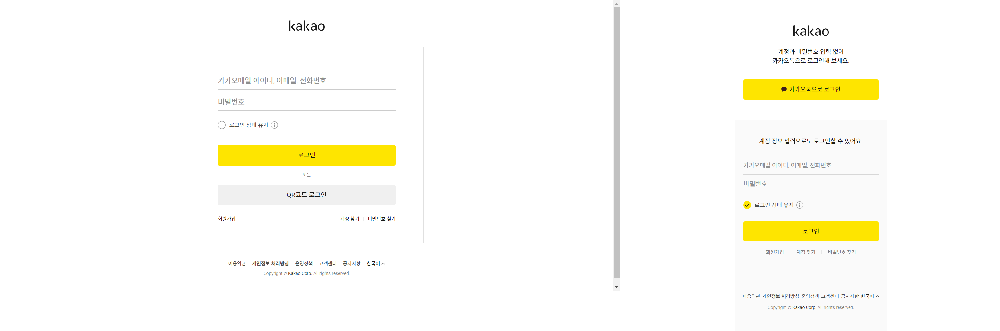 kakao
카카오메일 아이디, 이메일, 전화번호
비밀번호
로그인 상태 유지
로그인
또는
QR코드 로그인
회원가입 계정 찾기 비밀번호 찾기
이용약관 개인정보 처리방침 운영정책 고객센터 공지사항 한국어
Copyright © Kakao Corp. All rights reserved.
kakao
계정과 비밀번호 입력 없이
카카오톡으로 로그인해 보세요.
카카오톡으로 로그인
계정 정보 입력으로도 로그인할 수 있어요.
카카오메일 아이디, 이메일, 전화번호
비밀번호
로그인 상태 유지
로그인
회원가입 계정 찾기 비밀번호 찾기
이용약관 개인정보 처리방침 운영정책 고객센터 공지사항 한국어
Copyright © Kakao Corp. All rights reserved.